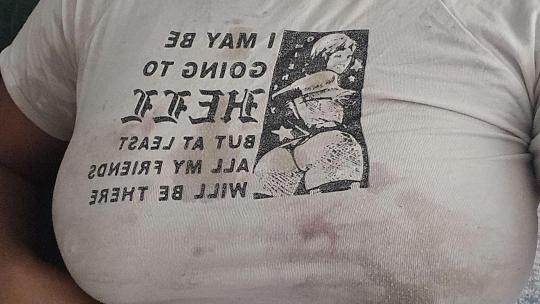 I MAY BE
GOING TO
HELL
BUT AT LEAST
ALL MY FRIENDS
WILL BE THERE